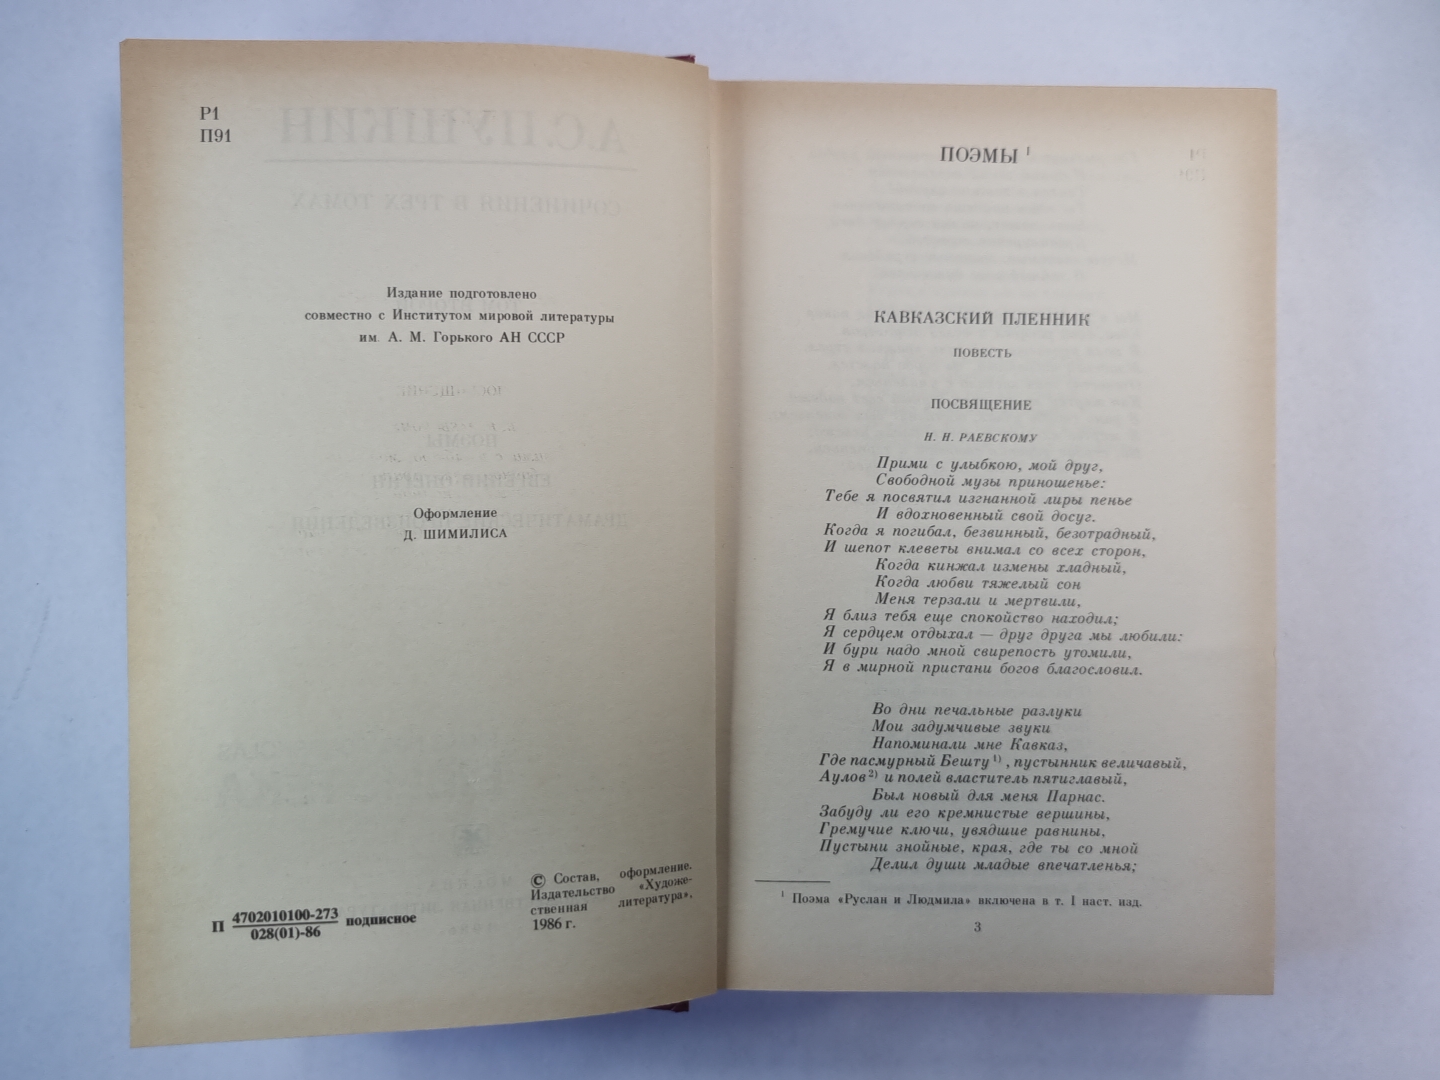 Р1
П91
Издание подготовлено
совместно с Институтом мировой литературы
им. А. М. Горького АН СССР
Оформление
Д. ШИМИЛИСА
П 4702010100-273 подписное
028(01)-86
© Состав, оформление.
Издательство «Художе-
ственная литература»,
1986 г.
ПОЭМЫ 1
КАВКАЗСКИЙ ПЛЕННИК
ПОВЕСТЬ
ПОСВЯЩЕНИЕ
Н. Н. РАЕВСКОМУ
Прими с улыбкою, мой друг,
Свободной музы приношенье:
Тебе я посвятил изгнанной лиры пенье
И вдохновенный свой досуг.
Когда я погибал, безвинный, безотрадный,
И шепот клеветы внимал со всех сторон,
Когда кинжал измены хладный,
Когда любви тяжелый сон
Меня терзали и мертвили,
Я близ тебя еще спокойство находил;
Я сердцем отдыхал — друг друга мы любили:
И бури надо мной свирепость утомили,
Я в мирной пристани богов благословил.
Во дни печальные разлуки
Мои задумчивые звуки
Напоминали мне Кавказ,
Где пасмурный Бешту 1), пустынник величавый,
Аулов 2) и полей властитель пятиглавый,
Был новый для меня Парнас.
Забуду ли его кремнистые вершины,
Гремучие ключи, увядшие равнины,
Пустыни знойные, края, где ты со мной
Делил души младые впечатленья;
1 Поэма «Руслан и Людмила» включена в т. I наст. изд.
3